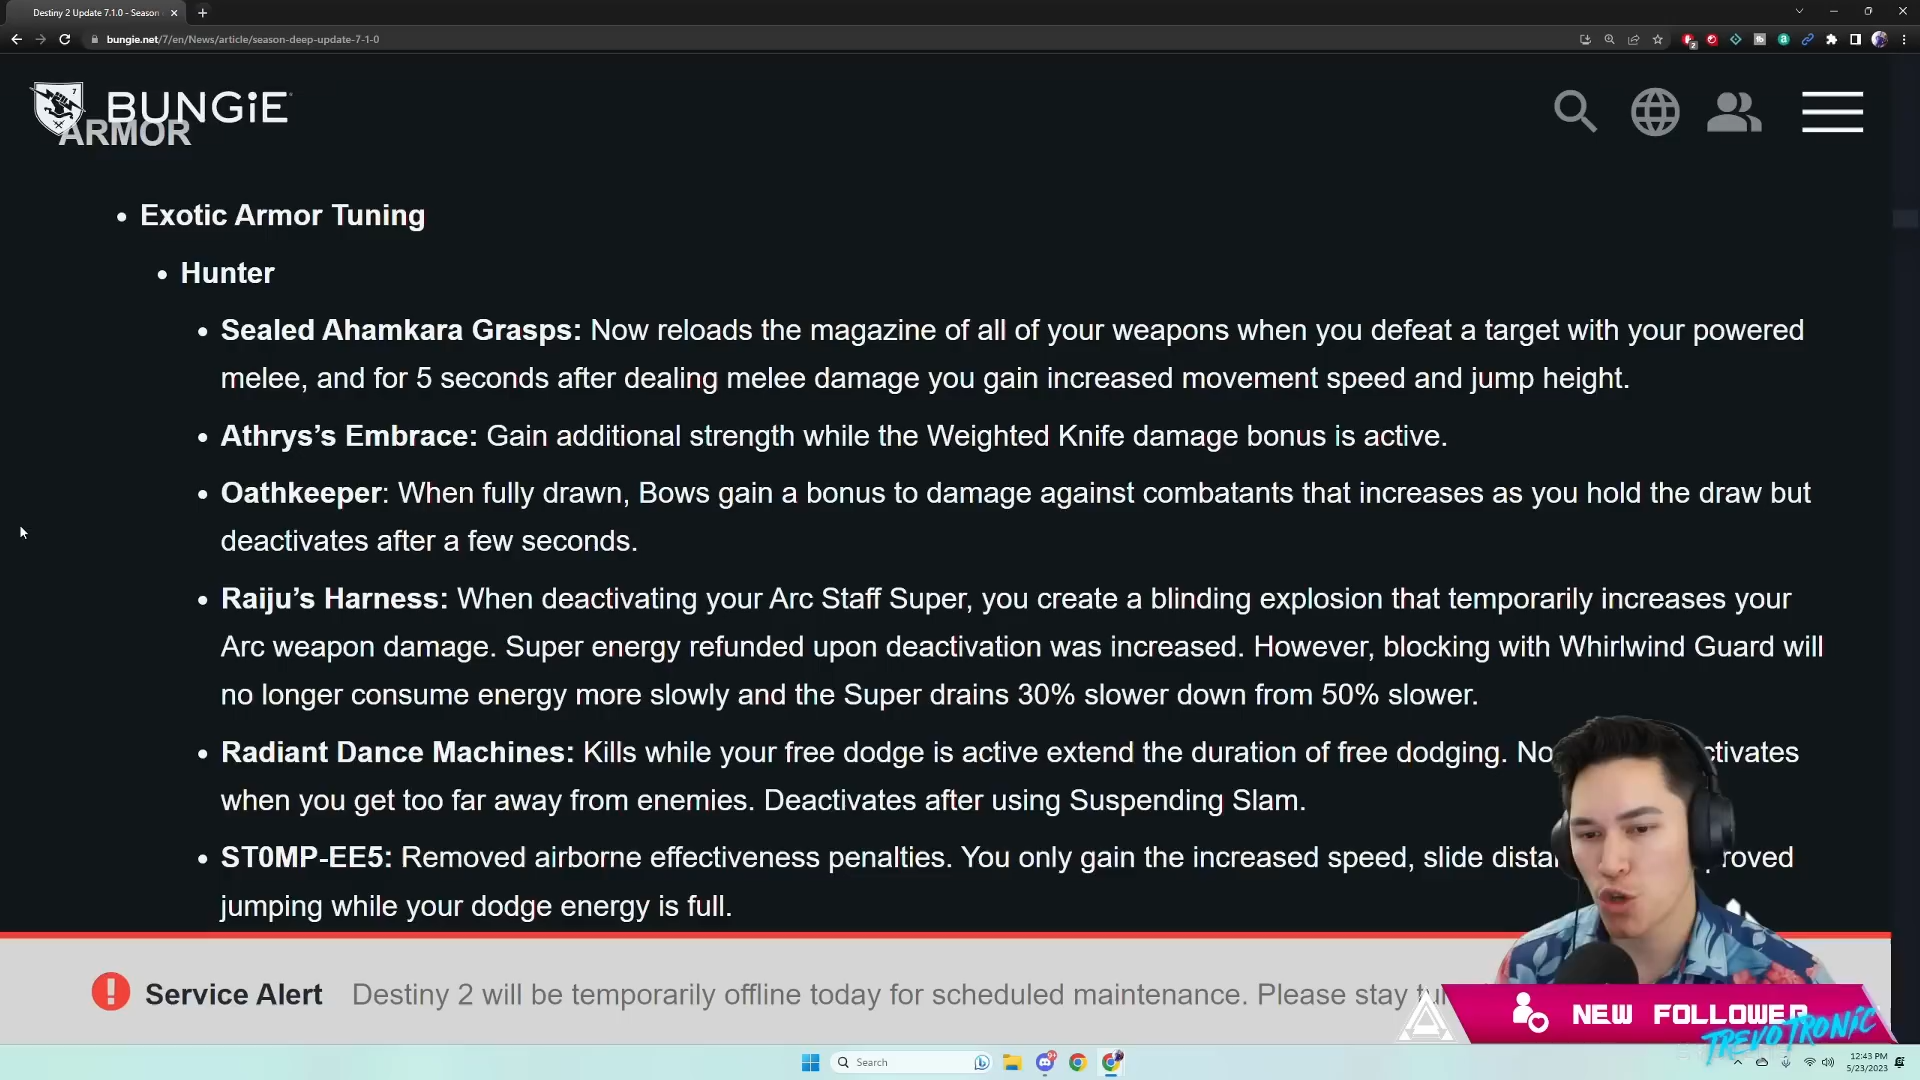 Destiny 2 Update 7.1.0 - Season
bungie.net/7/en/News/article/season-deep-update-7-1-0
BUNGiE
ARMOR
Exotic Armor Tuning
Hunter
Sealed Ahamkara Grasps: Now reloads the magazine of all of your weapons when you defeat a target with your powered
melee, and for 5 seconds after dealing melee damage you gain increased movement speed and jump height.
Athrys’s Embrace: Gain additional strength while the Weighted Knife damage bonus is active.
Oathkeeper: When fully drawn, Bows gain a bonus to damage against combatants that increases as you hold the draw but
deactivates after a few seconds.
Raiju’s Harness: When deactivating your Arc Staff Super, you create a blinding explosion that temporarily increases your
Arc weapon damage. Super energy refunded upon deactivation was increased. However, blocking with Whirlwind Guard will
no longer consume energy more slowly and the Super drains 30% slower down from 50% slower.
Radiant Dance Machines: Kills while your free dodge is active extend the duration of free dodging. No ctivates
when you get too far away from enemies. Deactivates after using Suspending Slam.
ST0MP-EE5: Removed airborne effectiveness penalties. You only gain the increased speed, slide dista roved
jumping while your dodge energy is full.
Service Alert Destiny 2 will be temporarily offline today for scheduled maintenance. Please stay
NEW FOLLOWER
TREVOTRONiC
Search
12:43 PM
5/23/2023